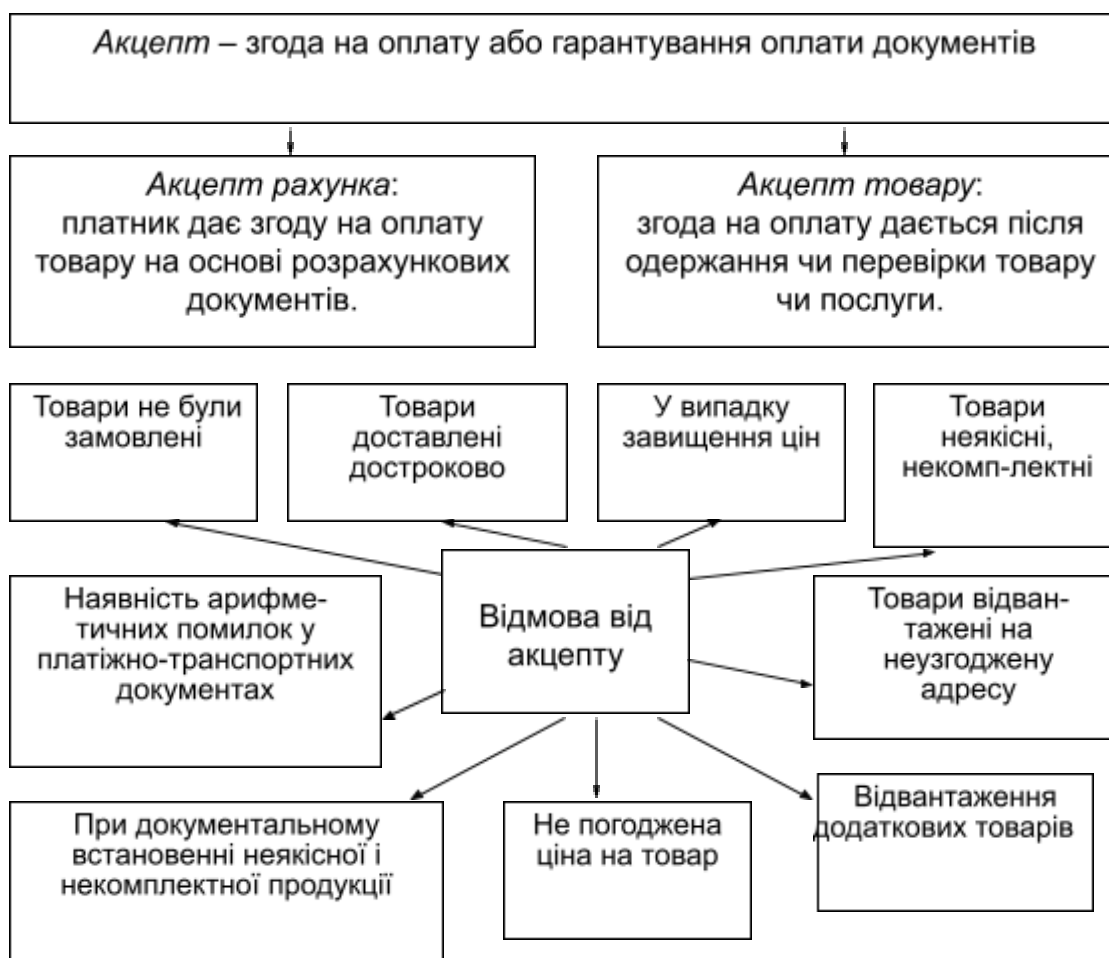 Акцепт – згода на оплату або гарантування оплати документів
Акцепт рахунка:
платник дає згоду на оплату
товару на основі розрахункових
документів.
Акцепт товару:
згода на оплату дається після
одержання чи перевірки товару
чи послуги.
Товари не були
замовлені
Товари
доставлені
достроково
У випадку
завищення цін
Товари
неякісні,
некомп-лектні
Наявність арифме-
тичних помилок у
платіжно-транспортних
документах
Відмова від
акцепту
Товари відван-
тажені на
неузгоджену
адресу
При документальному
встановенні неякісної і
некомплектної продукції
Не погоджена
ціна на товар
Відвантаження
додаткових товарів